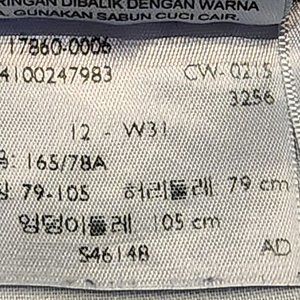 RINGAN DIBALIK DENGAN WARNA
A. GUNAKAN SABUN CUCI CAIR.
17860-0006
4100247983 CW-0215
3256
12 - W31
: 165/78A
79-105 허리둘레 79 cm
엉덩이둘레 105 cm
S46148 AD